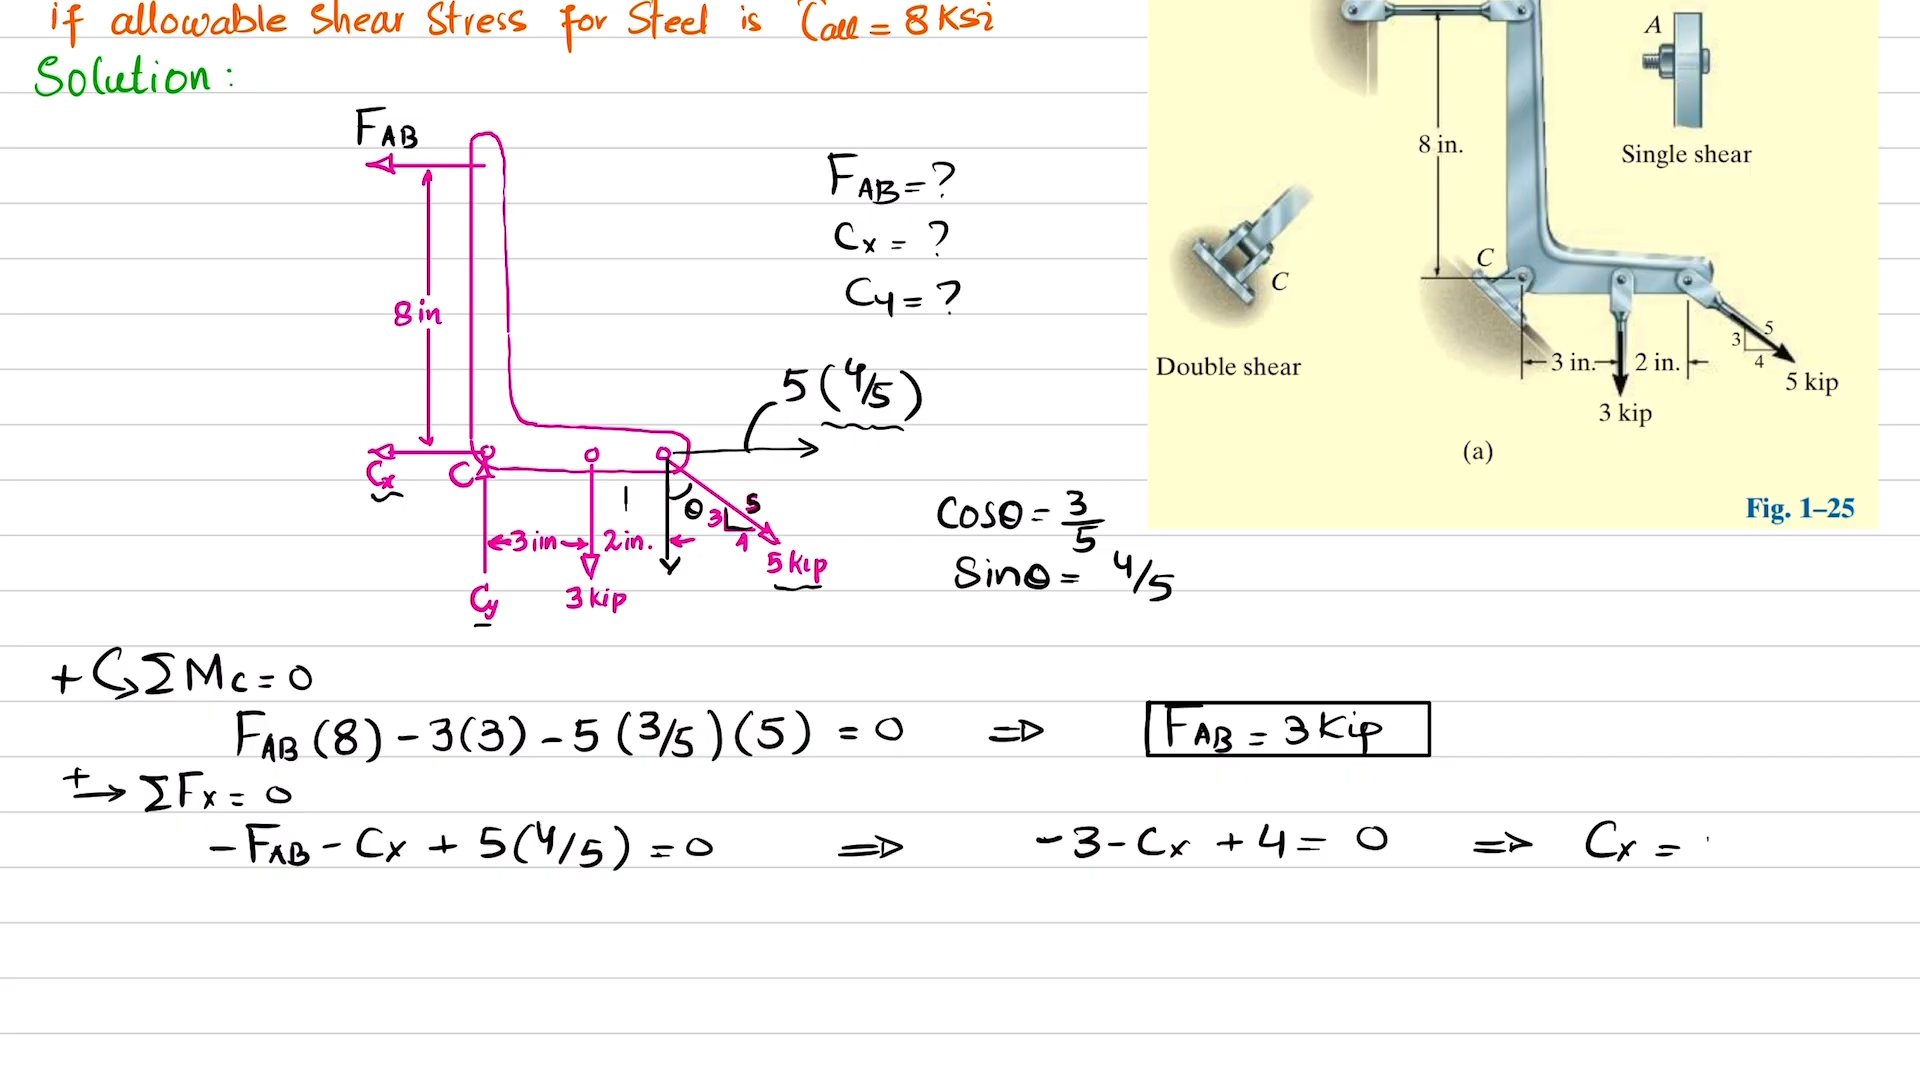 if allowable Shear Stress for Steel is τall = 8 Ksi
Solution :
FAB
8 in
Cx
C
Cy
3 in
2 in.
3 kip
θ
3
5
4
5 kip
5 (4/5)
FAB = ?
Cx = ?
Cy = ?
Cosθ = 3/5
Sinθ = 4/5
A
8 in.
Single shear
C
C
Double shear
3 in.
2 in.
3
5
4
5 kip
3 kip
(a)
Fig. 1–25
+ ΣMc = 0
FAB (8) - 3(3) - 5 (3/5) (5) = 0 ⇒ FAB = 3 Kip
+→ ΣFx = 0
-FAB - Cx + 5(4/5) = 0 ⇒ -3 - Cx + 4 = 0 ⇒ Cx =